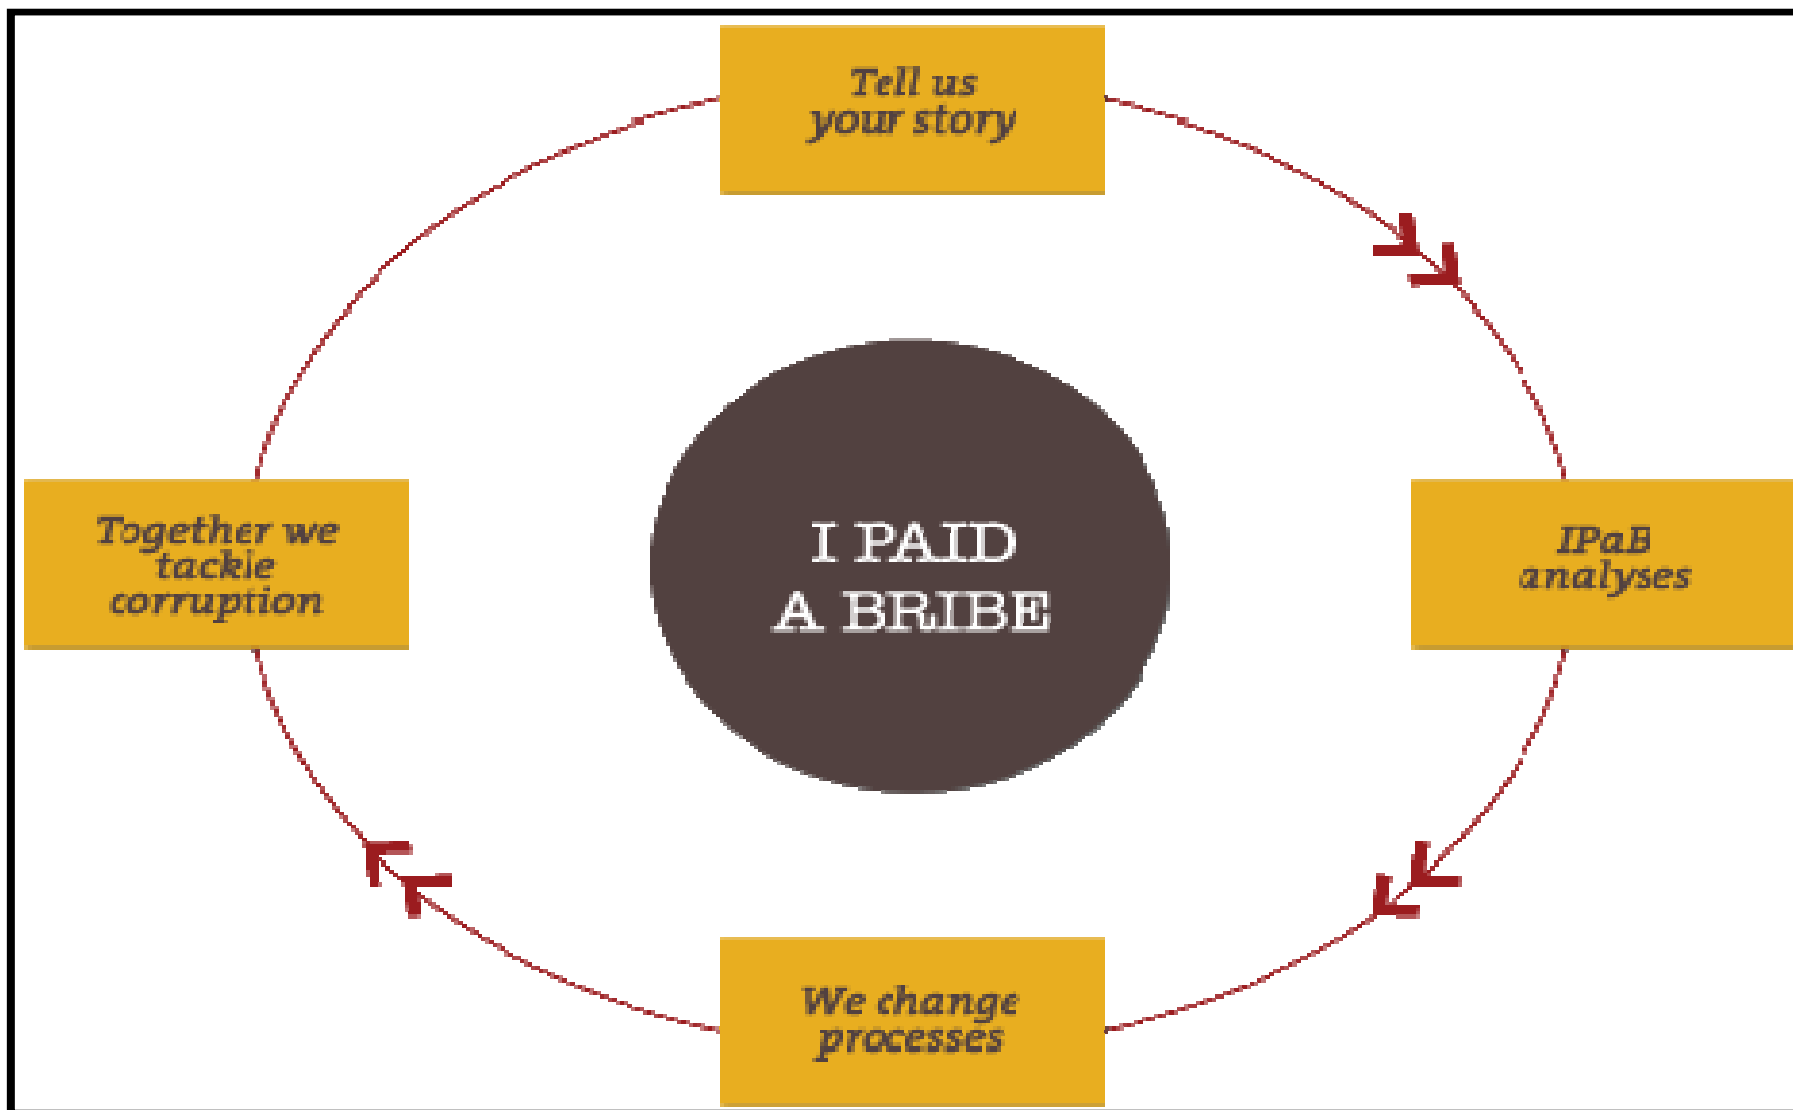 Tell us
your story
Together we
tackle
corruption
I PAID
A BRIBE
IPaB
analyses
We change
processes